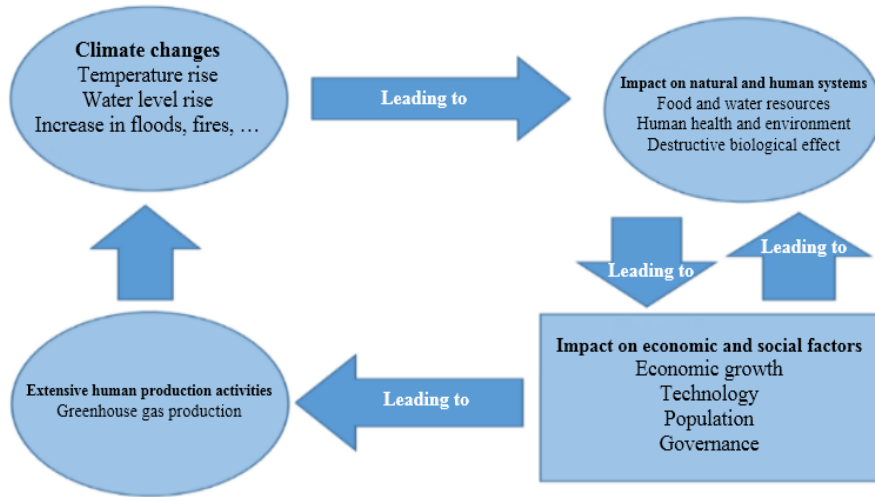 Climate changes
Temperature rise
Water level rise
Increase in floods, fires, …
Leading to
Impact on natural and human systems
Food and water resources
Human health and environment
Destructive biological effect
Leading to
Leading to
Impact on economic and social factors
Economic growth
Technology
Population
Governance
Leading to
Extensive human production activities
Greenhouse gas production